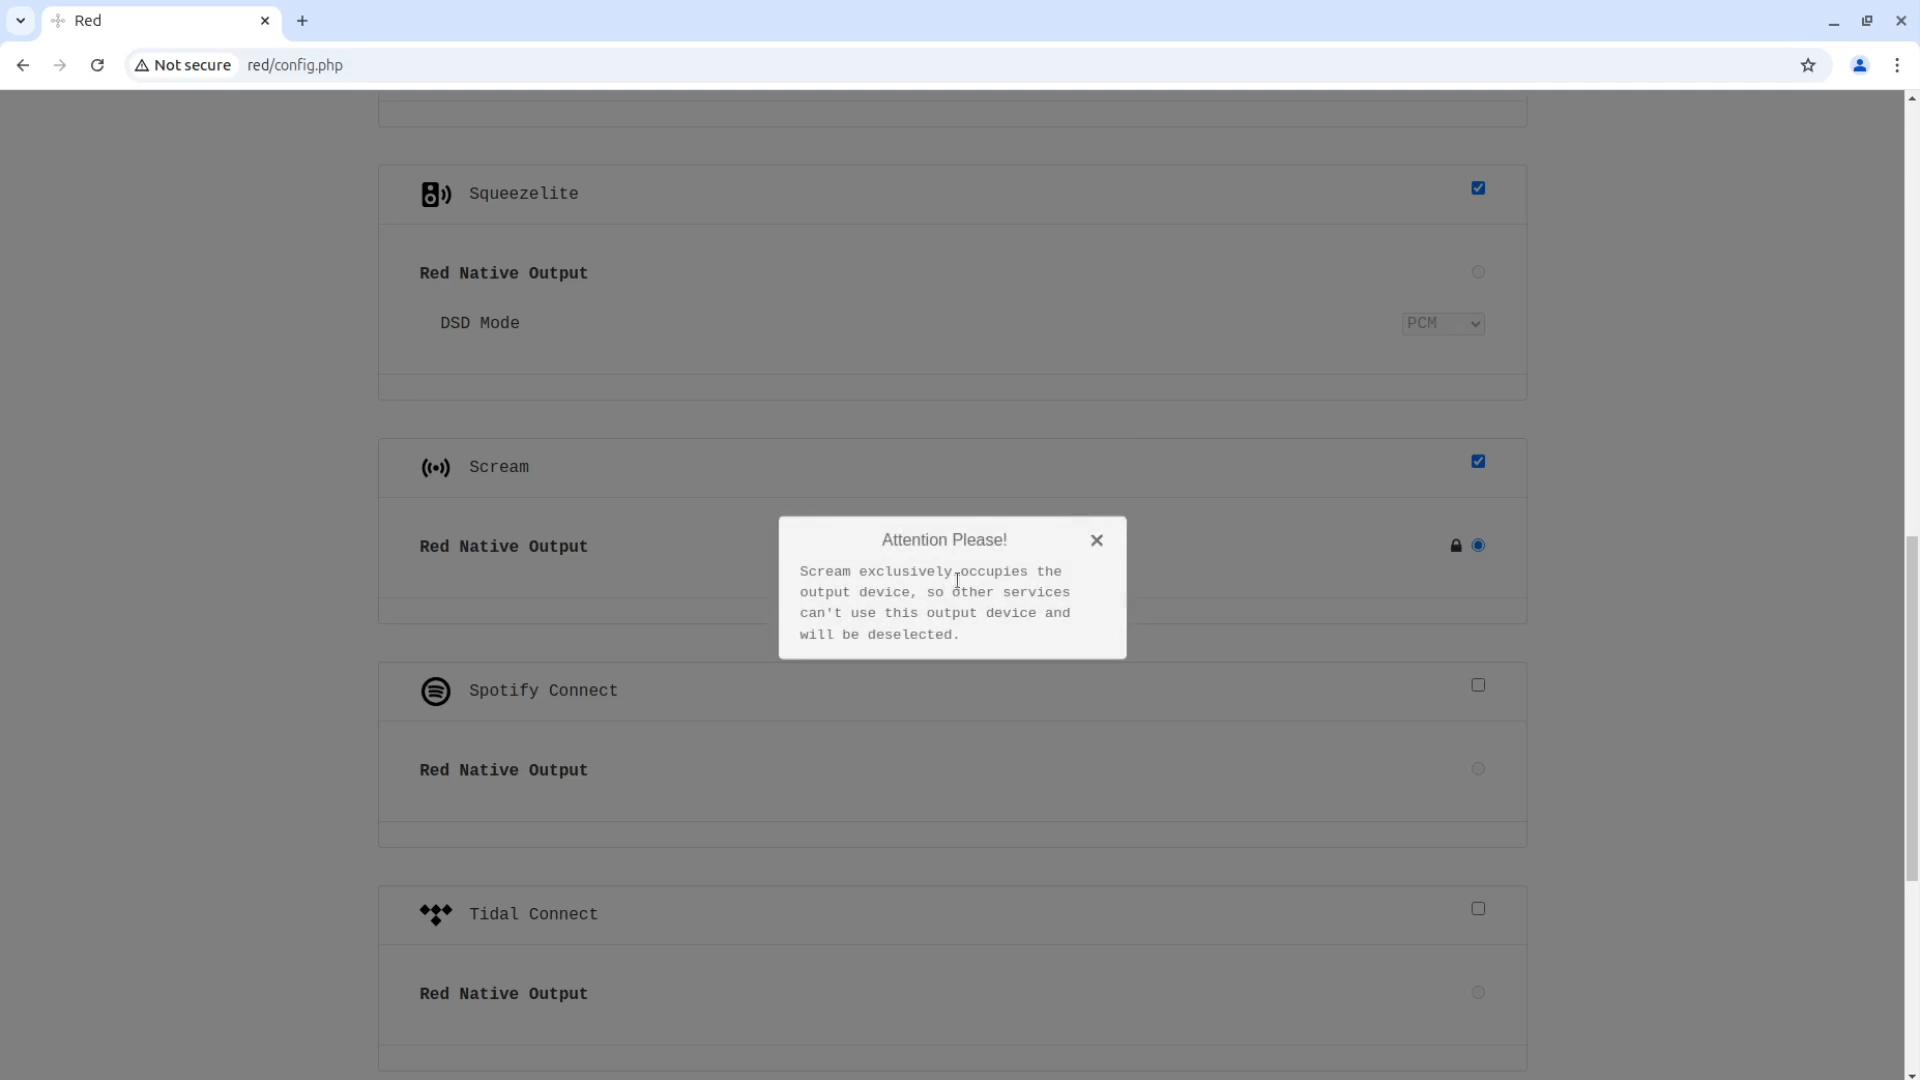 Red
Not secure
red/config.php
Squeezelite
Red Native Output
DSD Mode
PCM
Scream
Red Native Output
Attention Please!
Scream exclusively occupies the
output device, so other services
can't use this output device and
will be deselected.
Spotify Connect
Red Native Output
Tidal Connect
Red Native Output